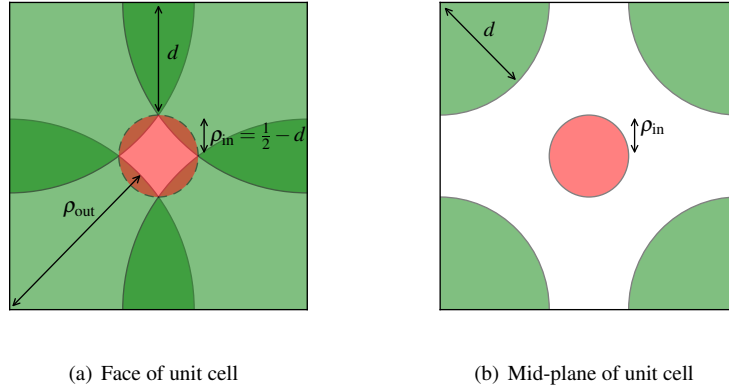 d
ρin = 1/2 − d
ρout
(a) Face of unit cell
d
ρin
(b) Mid-plane of unit cell